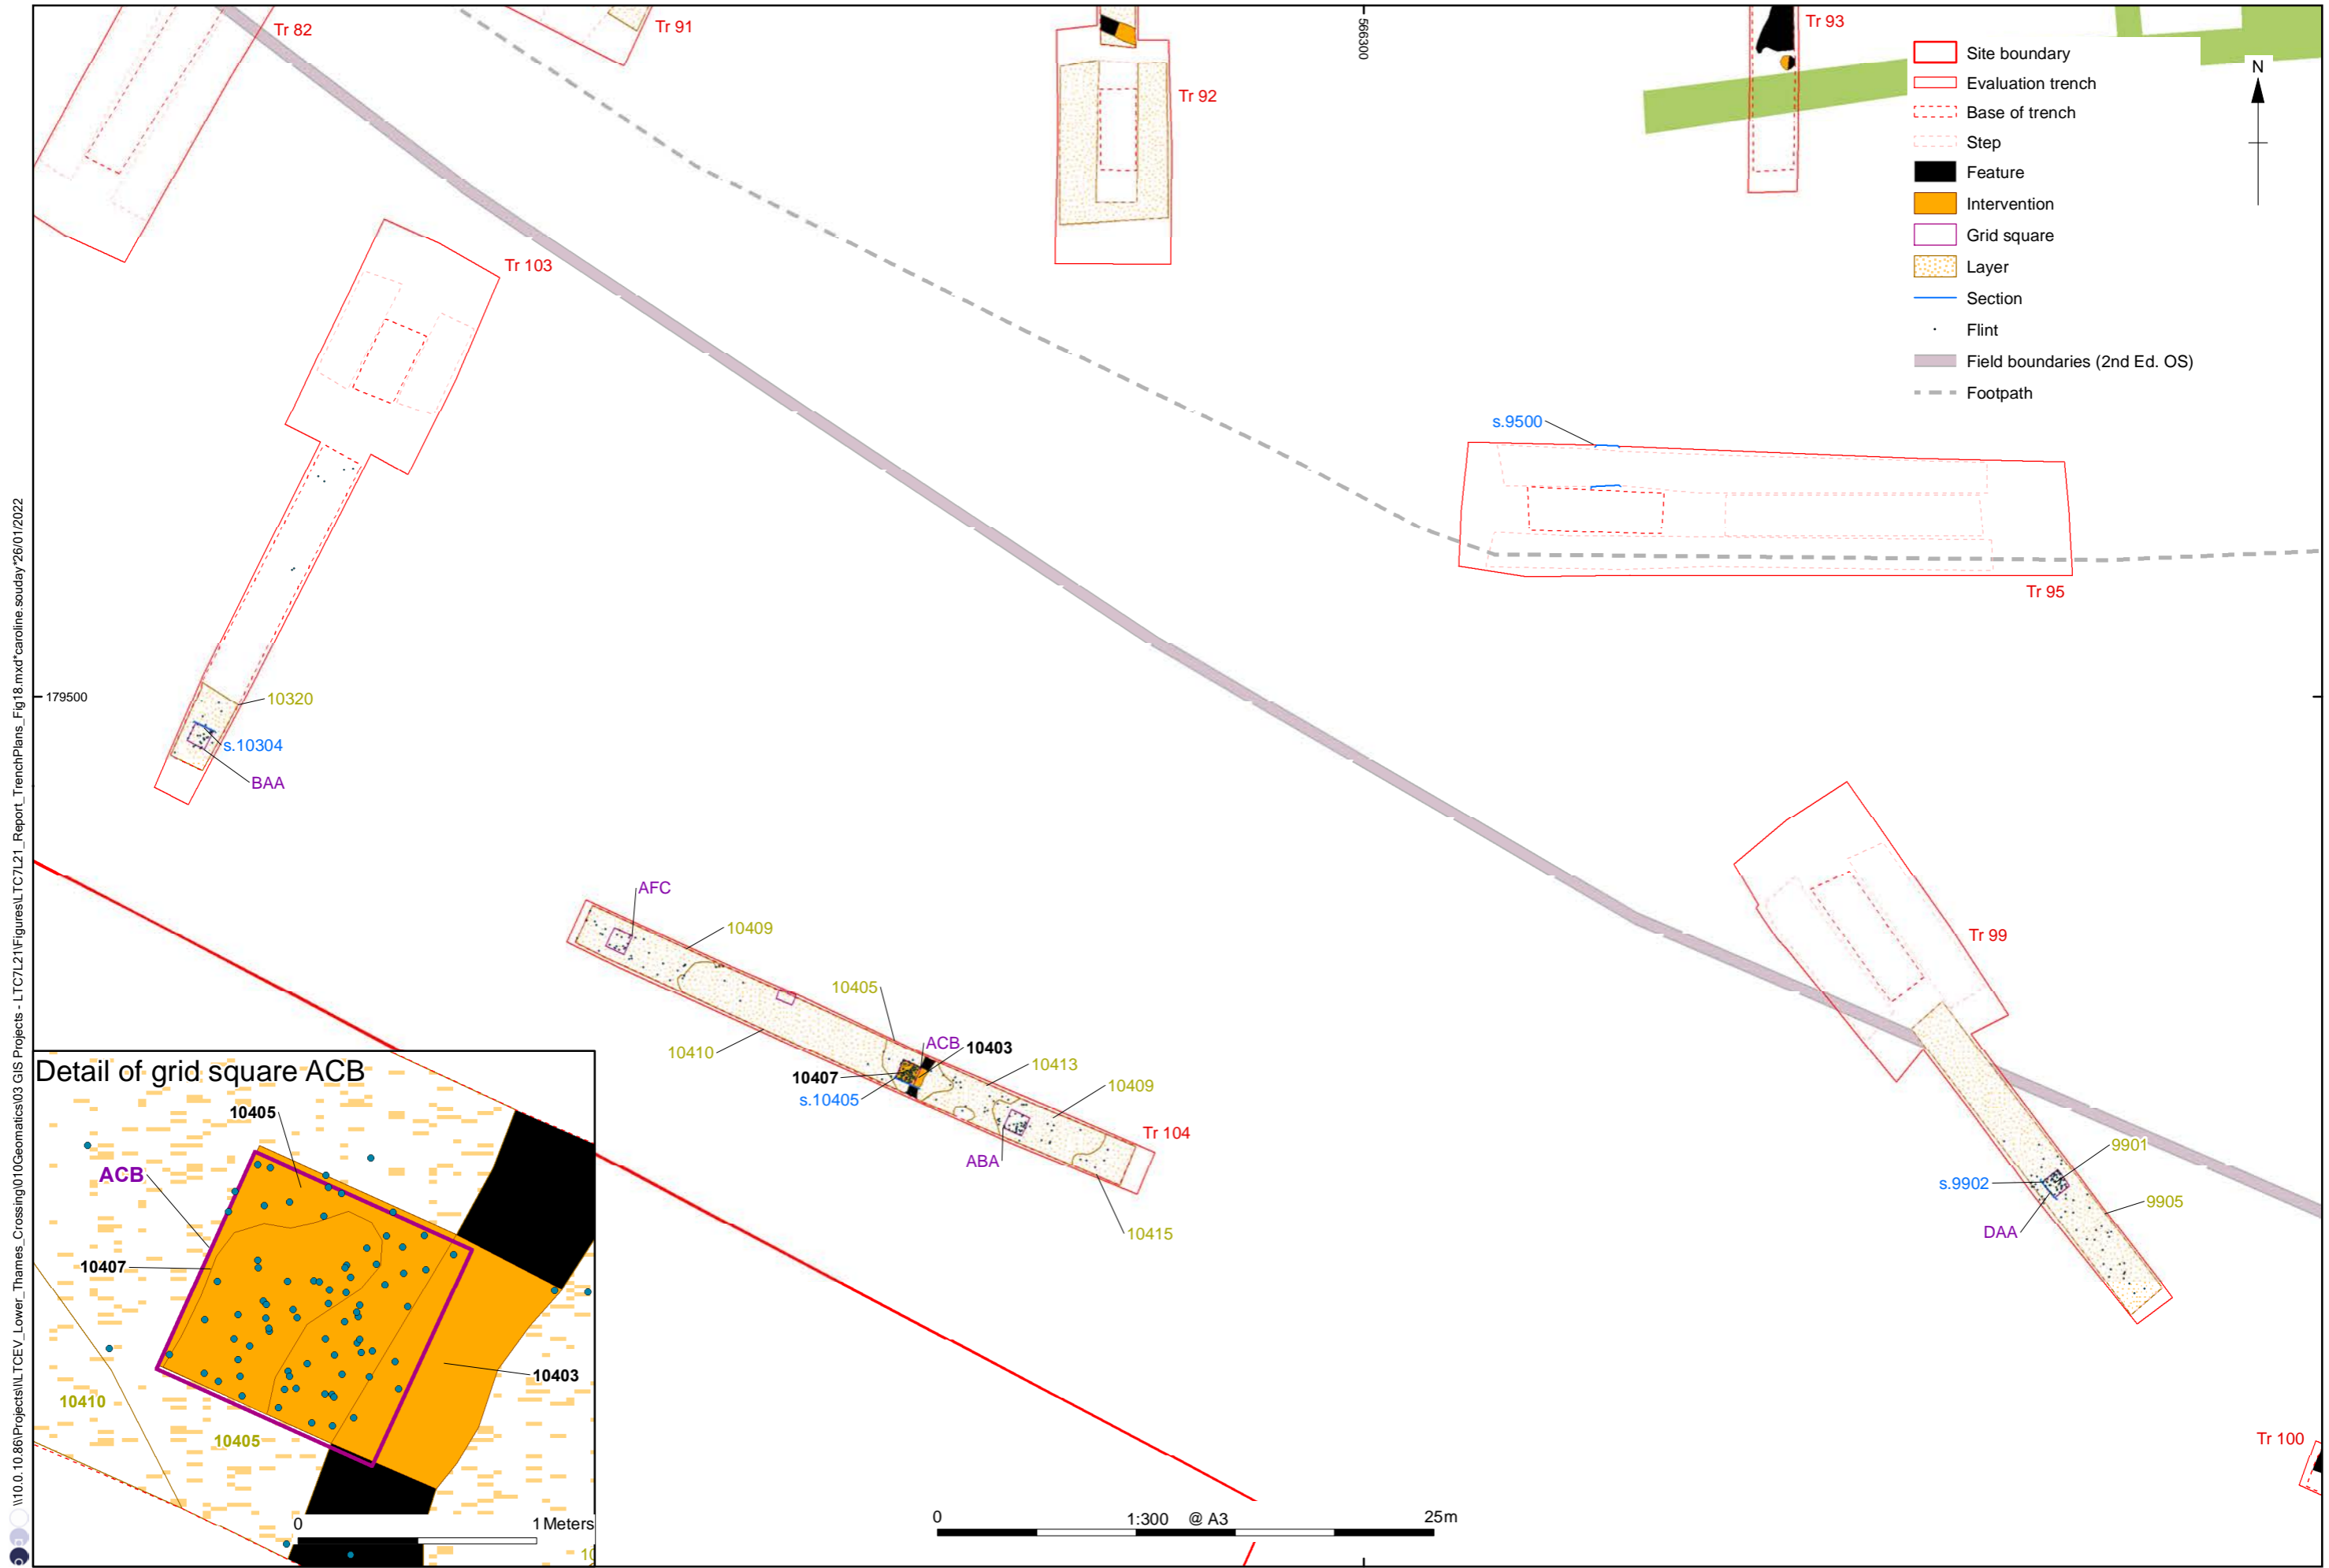 Tr 82
Tr 91
566300
Tr 93
Tr 92
Site boundary
Evaluation trench
Base of trench
Step
Feature
Intervention
Grid square
Layer
Section
Flint
Field boundaries (2nd Ed. OS)
Footpath
N
Tr 103
s.9500
Tr 95
179500
10320
s.10304
BAA
AFC
10409
10405
ACB
10403
10410
10407
s.10405
10413
10409
Tr 104
ABA
10415
Tr 99
9901
s.9902
9905
DAA
Tr 100
Detail of grid square ACB
10405
ACB
10407
10403
10410
10405
0
1 Meters
0
1:300 @ A3
25m
\\10.0.10.86\Projects\l\LTCEV_Lower_Thames_Crossing\010Geomatics\03 GIS Projects - LTC7L21\Figures\LTC7L21_Report_TrenchPlans_Fig18.mxd*caroline.souday*26/01/2022